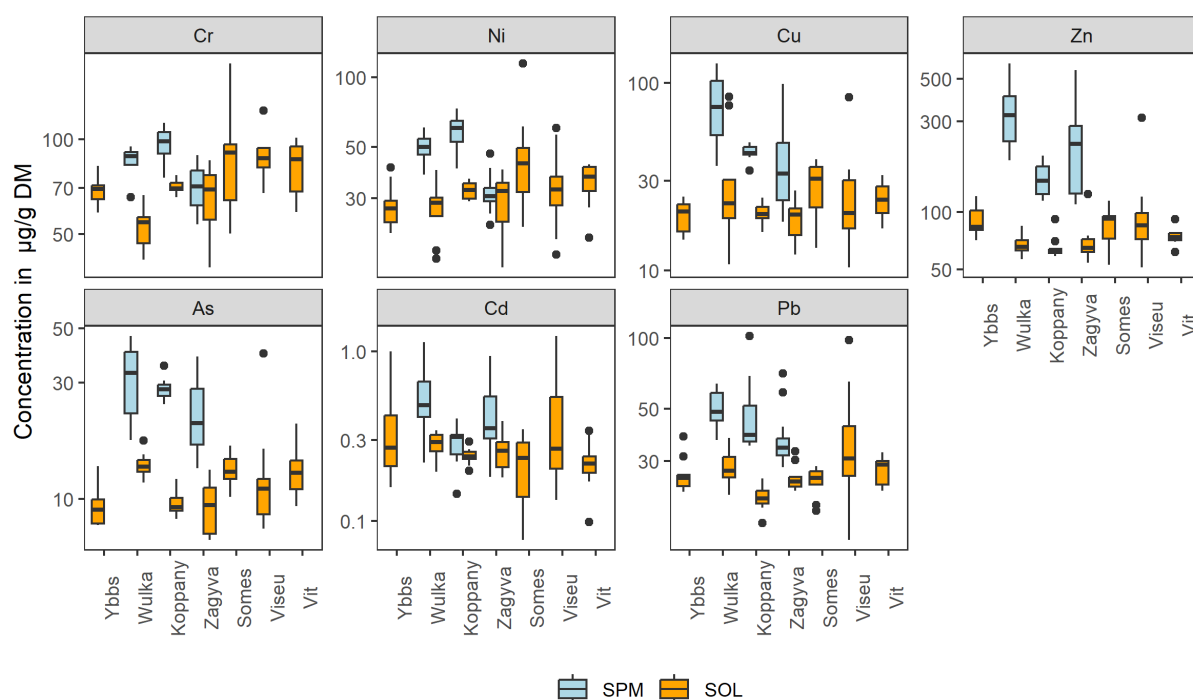 Cr Ni Cu Zn
100 70 50
100 50 30
100 30 10
500 300 100 50
Concentration in µg/g DM
As Cd Pb
50 30 10
1.0 0.3 0.1
100 50 30
Ybbs Wulka Koppany Zagyva Somes Viseu Vit
Ybbs Wulka Koppany Zagyva Somes Viseu Vit
Ybbs Wulka Koppany Zagyva Somes Viseu Vit
Ybbs Wulka Koppany Zagyva Somes Viseu Vit
SPM SOL